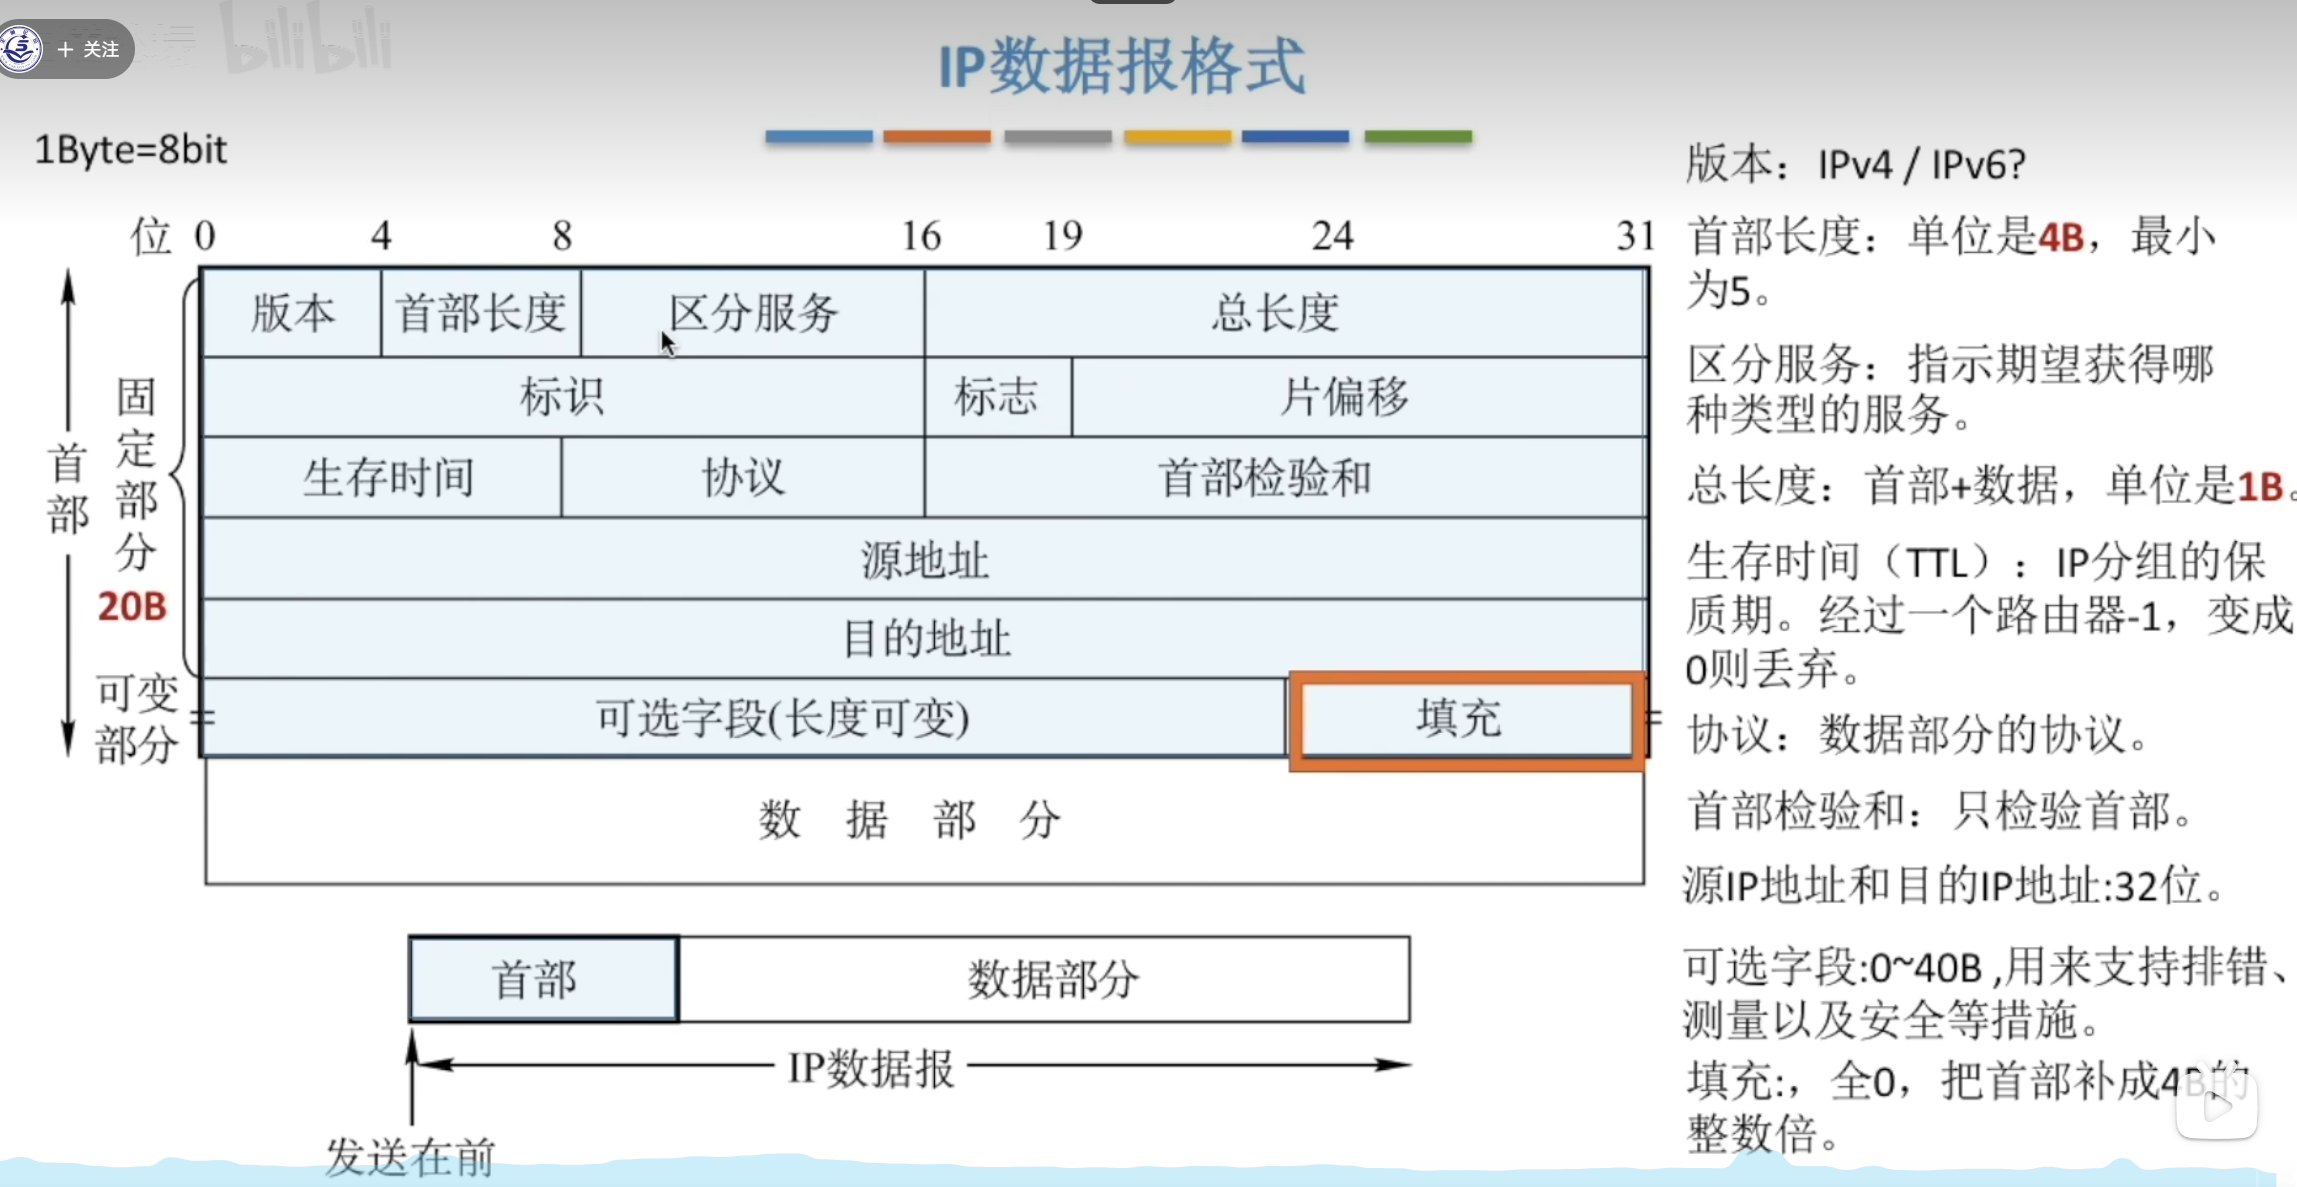 + 关注
bilibili
IP数据报格式
1Byte=8bit
位 0 4 8 16 19 24 31
版本 首部长度 区分服务 总长度
标识 标志 片偏移
生存时间 协议 首部检验和
源地址
目的地址
可选字段(长度可变) 填充
数据部分
首部
固定部分
20B
可变
部分
首部 数据部分
IP数据报
发送在前
版本：IPv4 / IPv6?
首部长度：单位是4B，最小
为5。
区分服务：指示期望获得哪
种类型的服务。
总长度：首部+数据，单位是1B。
生存时间（TTL）：IP分组的保
质期。经过一个路由器-1，变成
0则丢弃。
协议：数据部分的协议。
首部检验和：只检验首部。
源IP地址和目的IP地址:32位。
可选字段:0~40B ,用来支持排错、
测量以及安全等措施。
填充:，全0，把首部补成4B的
整数倍。